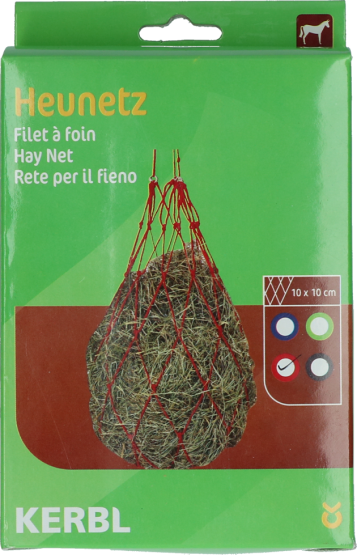 Heunetz
Filet à foin
Hay Net
Rete per il fieno
10 x 10 cm
KERBL